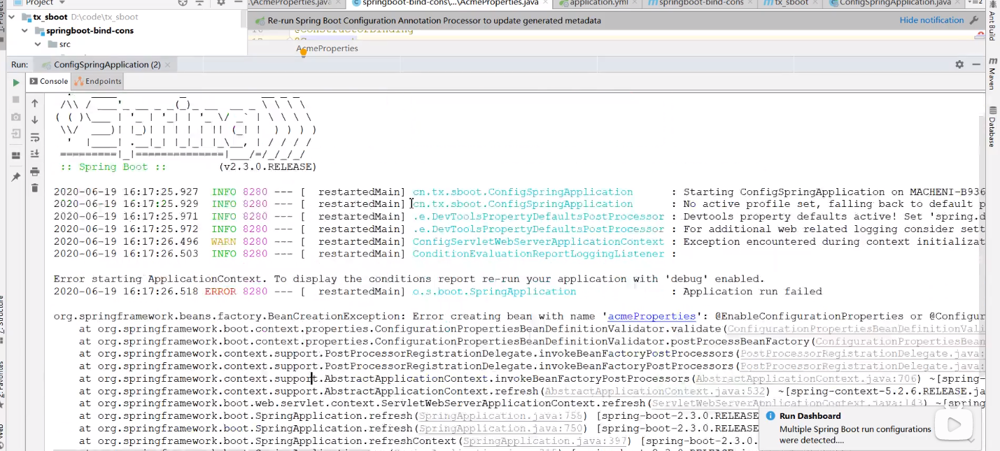 Project
AcmeProperties.java
springboot-bind-cons\...\AcmeProperties.java
application.yml
springboot-bind-cons
tx_sboot
ConfigSpringApplication.java
tx_sboot D:\code\tx_sboot
springboot-bind-cons
src
Re-run Spring Boot Configuration Annotation Processor to update generated metadata
Hide notification
@ConstructorBinding
AcmeProperties
Run: ConfigSpringApplication (2)
Console Endpoints
:: Spring Boot :: (v2.3.0.RELEASE)
2020-06-19 16:17:25.927 INFO 8280 --- [ restartedMain] cn.tx.sboot.ConfigSpringApplication : Starting ConfigSpringApplication on MACHENI-B936
2020-06-19 16:17:25.929 INFO 8280 --- [ restartedMain] cn.tx.sboot.ConfigSpringApplication : No active profile set, falling back to default p
2020-06-19 16:17:25.971 INFO 8280 --- [ restartedMain] .e.DevToolsPropertyDefaultsPostProcessor : Devtools property defaults active! Set 'spring.d
2020-06-19 16:17:25.972 INFO 8280 --- [ restartedMain] .e.DevToolsPropertyDefaultsPostProcessor : For additional web related logging consider sett
2020-06-19 16:17:26.496 WARN 8280 --- [ restartedMain] ConfigServletWebServerApplicationContext : Exception encountered during context initializat
2020-06-19 16:17:26.503 INFO 8280 --- [ restartedMain] ConditionEvaluationReportLoggingListener :
Error starting ApplicationContext. To display the conditions report re-run your application with 'debug' enabled.
2020-06-19 16:17:26.518 ERROR 8280 --- [ restartedMain] o.s.boot.SpringApplication : Application run failed
org.springframework.beans.factory.BeanCreationException: Error creating bean with name 'acmeProperties': @EnableConfigurationProperties or @Configur
at org.springframework.boot.context.properties.ConfigurationPropertiesBeanDefinitionValidator.validate(ConfigurationPropertiesBeanDefinitionVali
at org.springframework.boot.context.properties.ConfigurationPropertiesBeanDefinitionValidator.postProcessBeanFactory(ConfigurationPropertiesBean
at org.springframework.context.support.PostProcessorRegistrationDelegate.invokeBeanFactoryPostProcessors(PostProcessorRegistrationDelegate.java:
at org.springframework.context.support.PostProcessorRegistrationDelegate.invokeBeanFactoryPostProcessors(PostProcessorRegistrationDelegate.java:
at org.springframework.context.support.AbstractApplicationContext.invokeBeanFactoryPostProcessors(AbstractApplicationContext.java:706) ~[spring-
at org.springframework.context.support.AbstractApplicationContext.refresh(AbstractApplicationContext.java:532) ~[spring-context-5.2.6.RELEASE.ja
at org.springframework.boot.web.servlet.context.ServletWebServerApplicationContext.refresh(ServletWebServerApplicationContext.java:143) ~[spring
at org.springframework.boot.SpringApplication.refresh(SpringApplication.java:758) [spring-boot-2.3.0.RELEASE
at org.springframework.boot.SpringApplication.refresh(SpringApplication.java:750) [spring-boot-2.3.0.RELEASE
at org.springframework.boot.SpringApplication.refreshContext(SpringApplication.java:397) [spring-boot-2.3.0.
Run Dashboard
Multiple Spring Boot run configurations
were detected....
Ant Build
Maven
Database